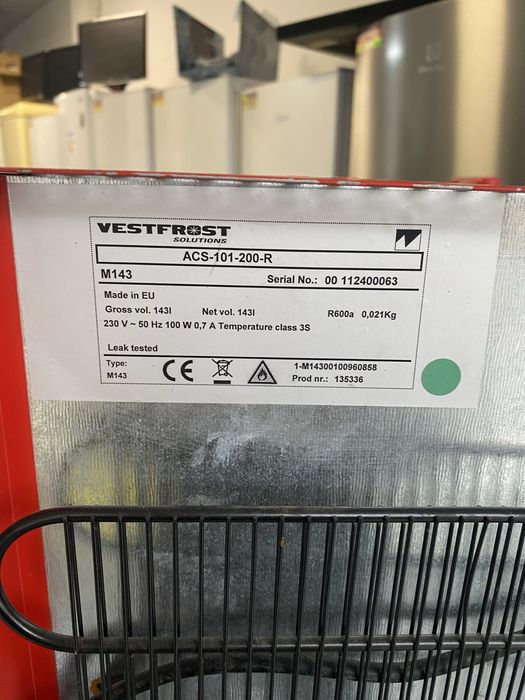 VESTFROST
SOLUTIONS
ACS-101-200-R
M143 Serial No.: 00 112400063
Made in EU
Gross vol. 143l Net vol. 143l R600a 0,021Kg
230 V ~ 50 Hz 100 W 0,7 A Temperature class 3S
Leak tested
Type: 1-M14300100960858
M143 CE Prod nr.: 135336